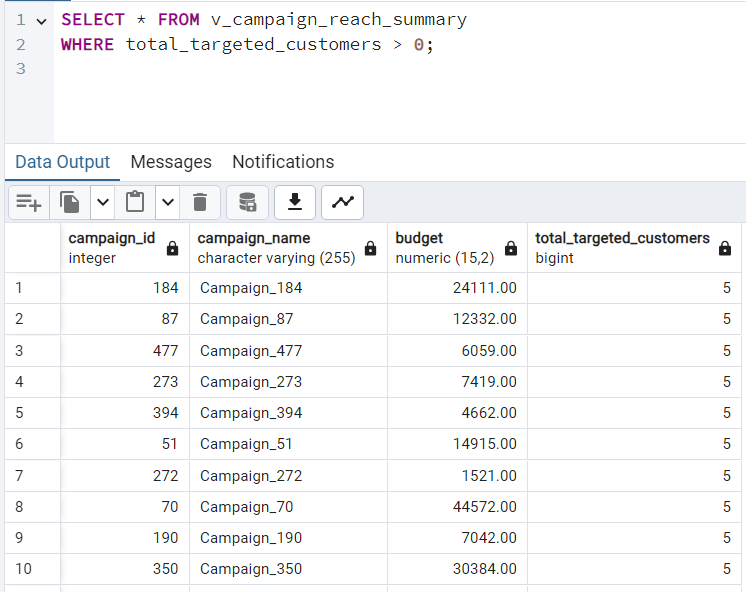 1 SELECT * FROM v_campaign_reach_summary
2 WHERE total_targeted_customers > 0;
3
Data Output Messages Notifications
campaign_id campaign_name budget total_targeted_customers
integer character varying (255) numeric (15,2) bigint
1 184 Campaign_184 24111.00 5
2 87 Campaign_87 12332.00 5
3 477 Campaign_477 6059.00 5
4 273 Campaign_273 7419.00 5
5 394 Campaign_394 4662.00 5
6 51 Campaign_51 14915.00 5
7 272 Campaign_272 1521.00 5
8 70 Campaign_70 44572.00 5
9 190 Campaign_190 7042.00 5
10 350 Campaign_350 30384.00 5